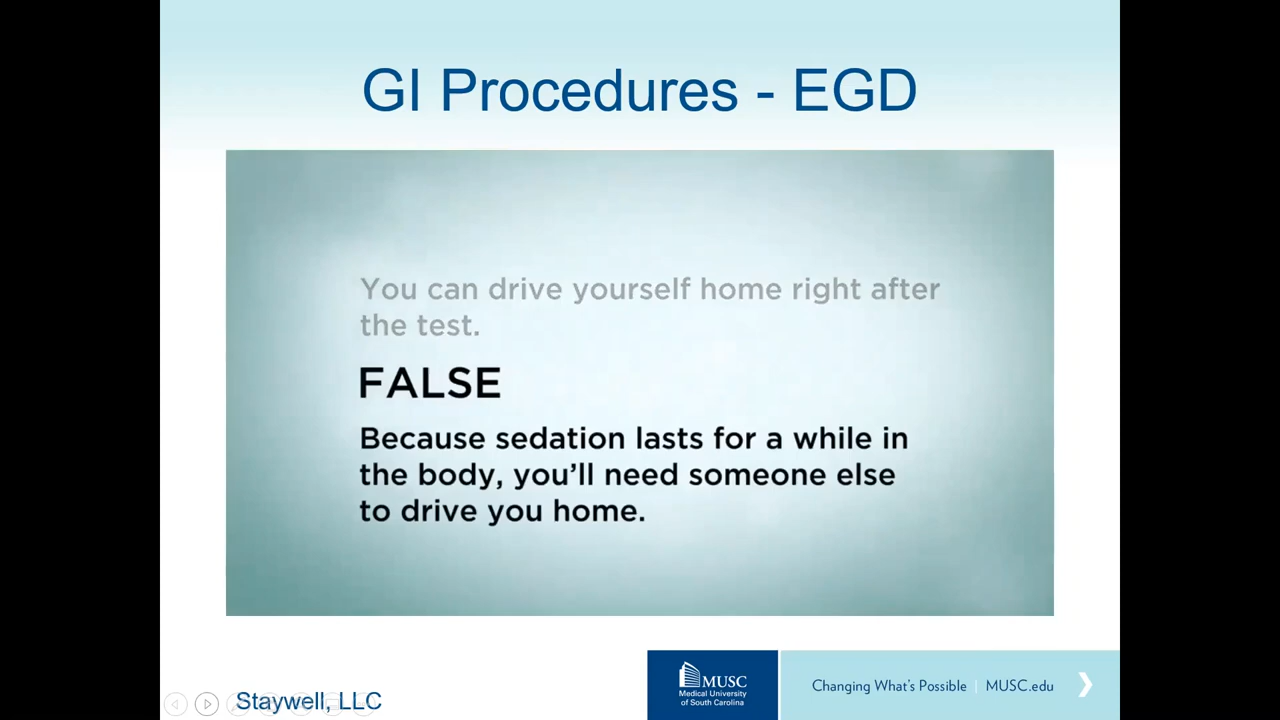 GI Procedures - EGD
You can drive yourself home right after
the test.
FALSE
Because sedation lasts for a while in
the body, you’ll need someone else
to drive you home.
Staywell, LLC
MUSC
Medical University
of South Carolina
Changing What’s Possible | MUSC.edu